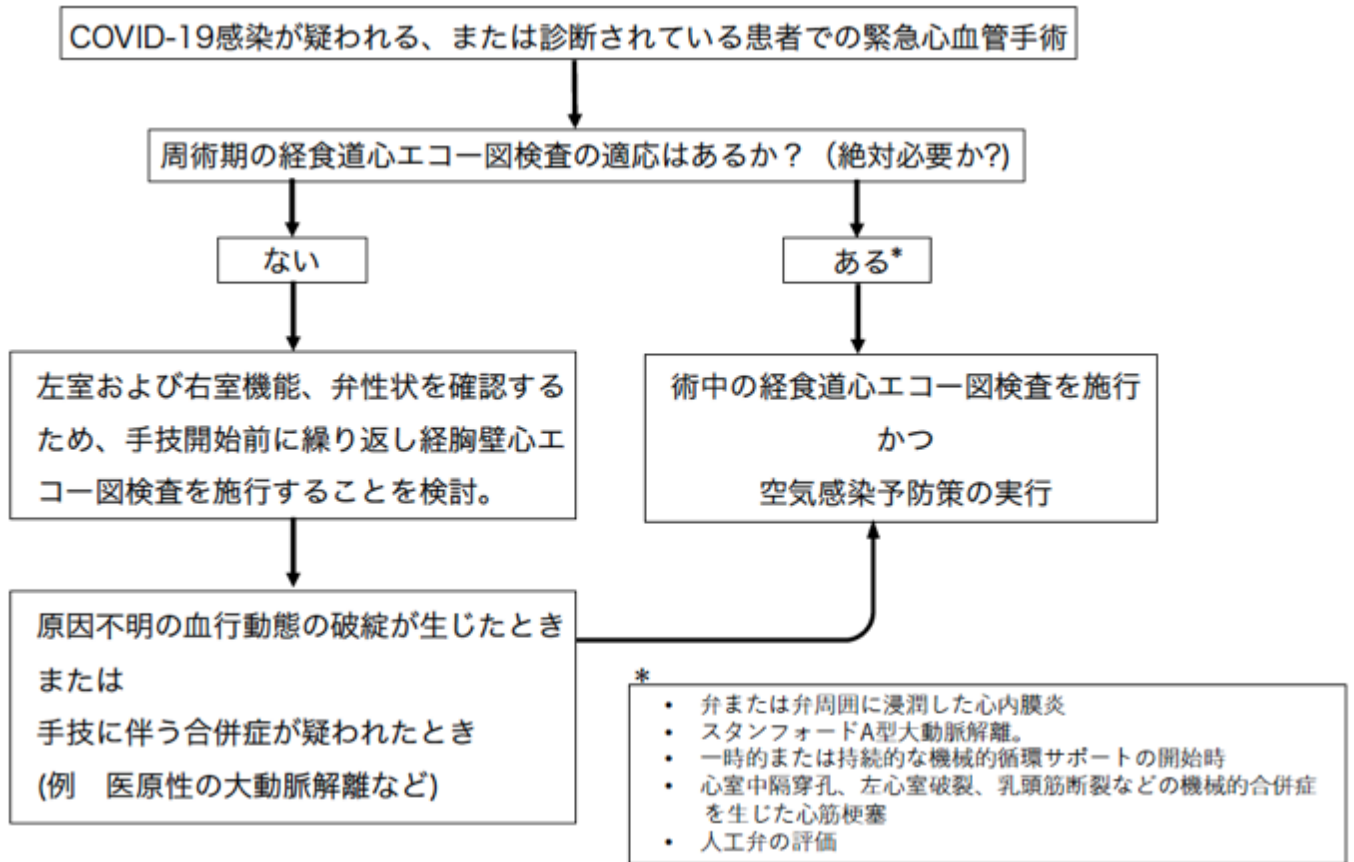 COVID-19感染が疑われる、または診断されている患者での緊急心血管手術
周術期の経食道心エコー図検査の適応はあるか？（絶対必要か?)
ない
ある*
左室および右室機能、弁性状を確認する
ため、手技開始前に繰り返し経胸壁心エ
コー図検査を施行することを検討。
術中の経食道心エコー図検査を施行
かつ
空気感染予防策の実行
原因不明の血行動態の破綻が生じたとき
または
手技に伴う合併症が疑われたとき
(例　医原性の大動脈解離など)
*
• 弁または弁周囲に浸潤した心内膜炎
• スタンフォードA型大動脈解離。
• 一時的または持続的な機械的循環サポートの開始時
• 心室中隔穿孔、左心室破裂、乳頭筋断裂などの機械的合併症
を生じた心筋梗塞
• 人工弁の評価